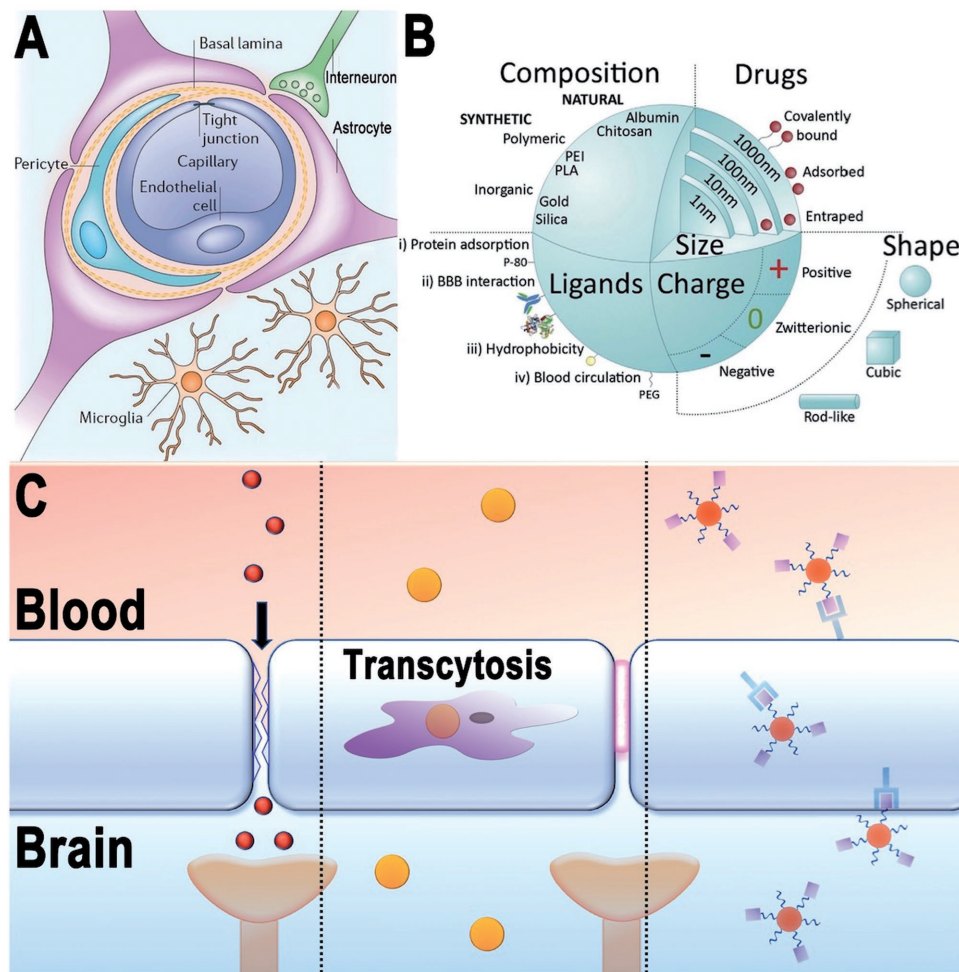 A
Basal lamina
Interneuron
Tight
junction
Astrocyte
Capillary
Pericyte
Endothelial
cell
Microglia
B
Composition
Drugs
NATURAL
SYNTHETIC
Albumin
Chitosan
Polymeric
PEI
PLA
Inorganic
Gold
Silica
Covalently
bound
1000nm
100nm
10nm
1nm
Adsorbed
Entraped
Size
Shape
i) Protein adsorption
P-80
ii) BBB interaction
Ligands
Charge
+
Positive
Spherical
0
Zwitterionic
iii) Hydrophobicity
-
Negative
Cubic
iv) Blood circulation
PEG
Rod-like
C
Blood
Transcytosis
Brain